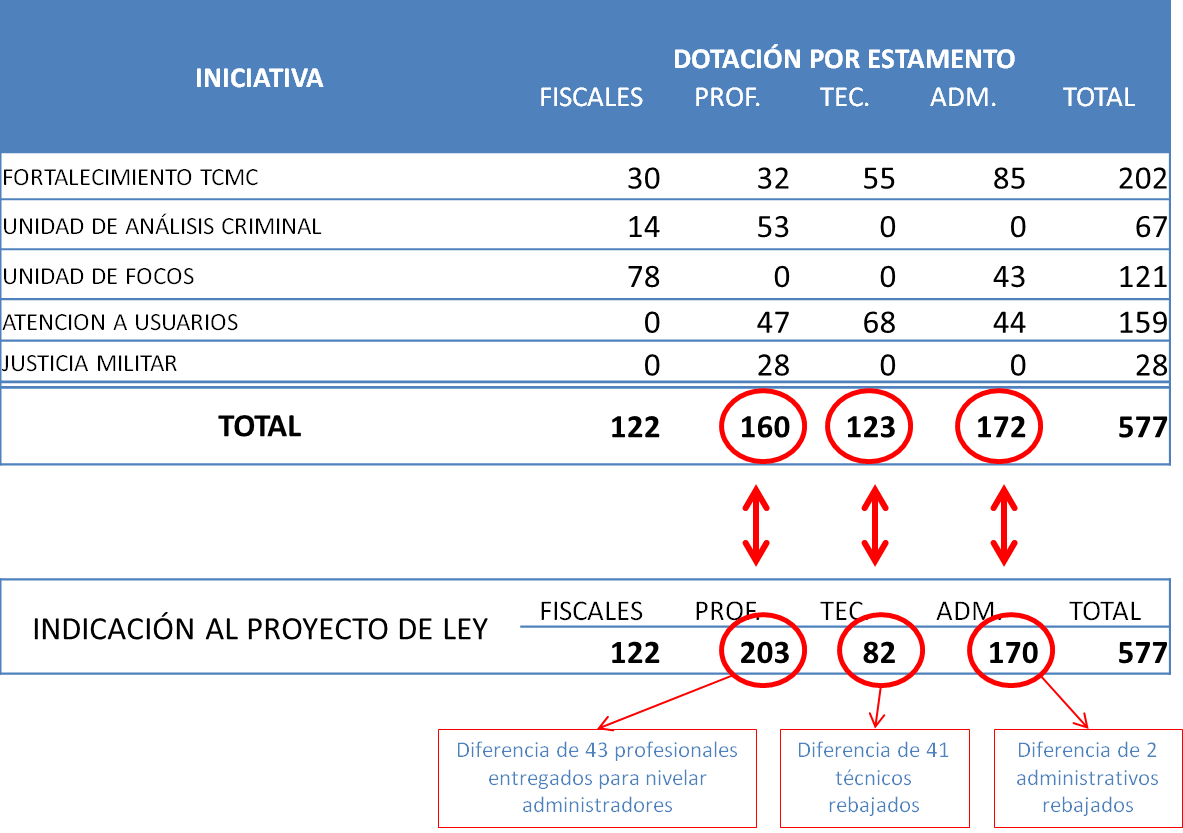 INICIATIVA
DOTACIÓN POR ESTAMENTO
FISCALES PROF. TEC. ADM. TOTAL
FORTALECIMIENTO TCMC 30 32 55 85 202
UNIDAD DE ANÁLISIS CRIMINAL 14 53 0 0 67
UNIDAD DE FOCOS 78 0 0 43 121
ATENCION A USUARIOS 0 47 68 44 159
JUSTICIA MILITAR 0 28 0 0 28
TOTAL 122 160 123 172 577
INDICACIÓN AL PROYECTO DE LEY
FISCALES PROF. TEC. ADM. TOTAL
122 203 82 170 577
Diferencia de 43 profesionales
entregados para nivelar
administradores
Diferencia de 41
técnicos
rebajados
Diferencia de 2
administrativos
rebajados